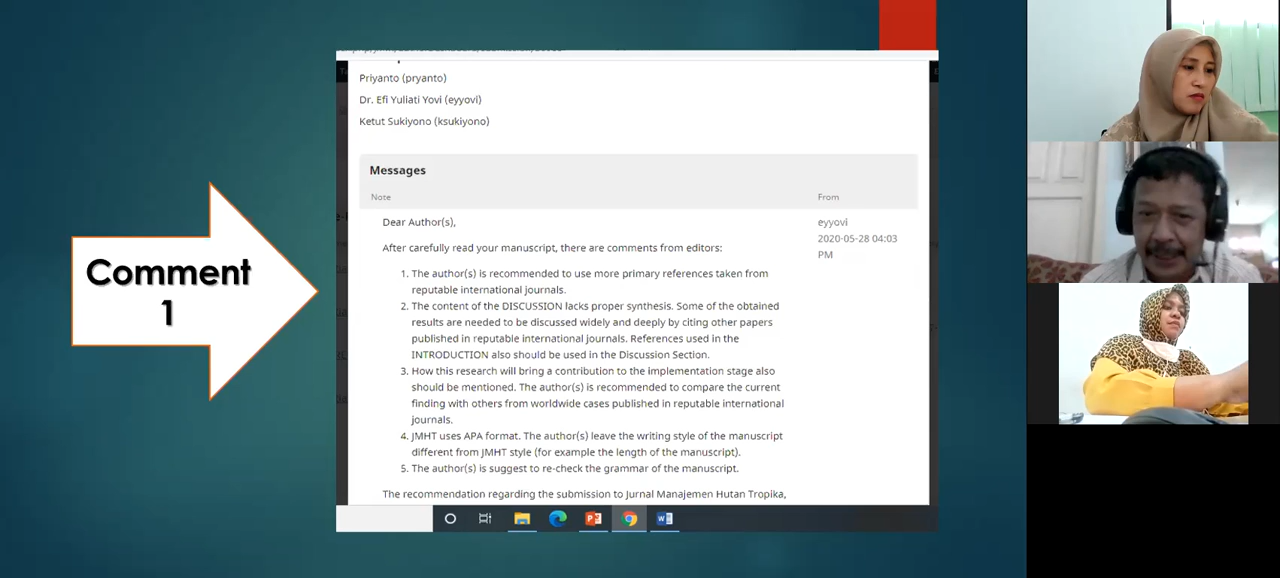 Comment
1
Priyanto (pryanto)
Dr. Efi Yuliati Yovi (eyyovi)
Ketut Sukiyono (ksukiyono)
Messages
Note From
Dear Author(s), eyyovi
2020-05-28 04:03
PM
After carefully read your manuscript, there are comments from editors:
1. The author(s) is recommended to use more primary references taken from
reputable international journals.
2. The content of the DISCUSSION lacks proper synthesis. Some of the obtained
results are needed to be discussed widely and deeply by citing other papers
published in reputable international journals. References used in the
INTRODUCTION also should be used in the Discussion Section.
3. How this research will bring a contribution to the implementation stage also
should be mentioned. The author(s) is recommended to compare the current
finding with others from worldwide cases published in reputable international
journals.
4. JMHT uses APA format. The author(s) leave the writing style of the manuscript
different from JMHT style (for example the length of the manuscript).
5. The author(s) is suggest to re-check the grammar of the manuscript.
The recommendation regarding the submission to Jurnal Manajemen Hutan Tropika,